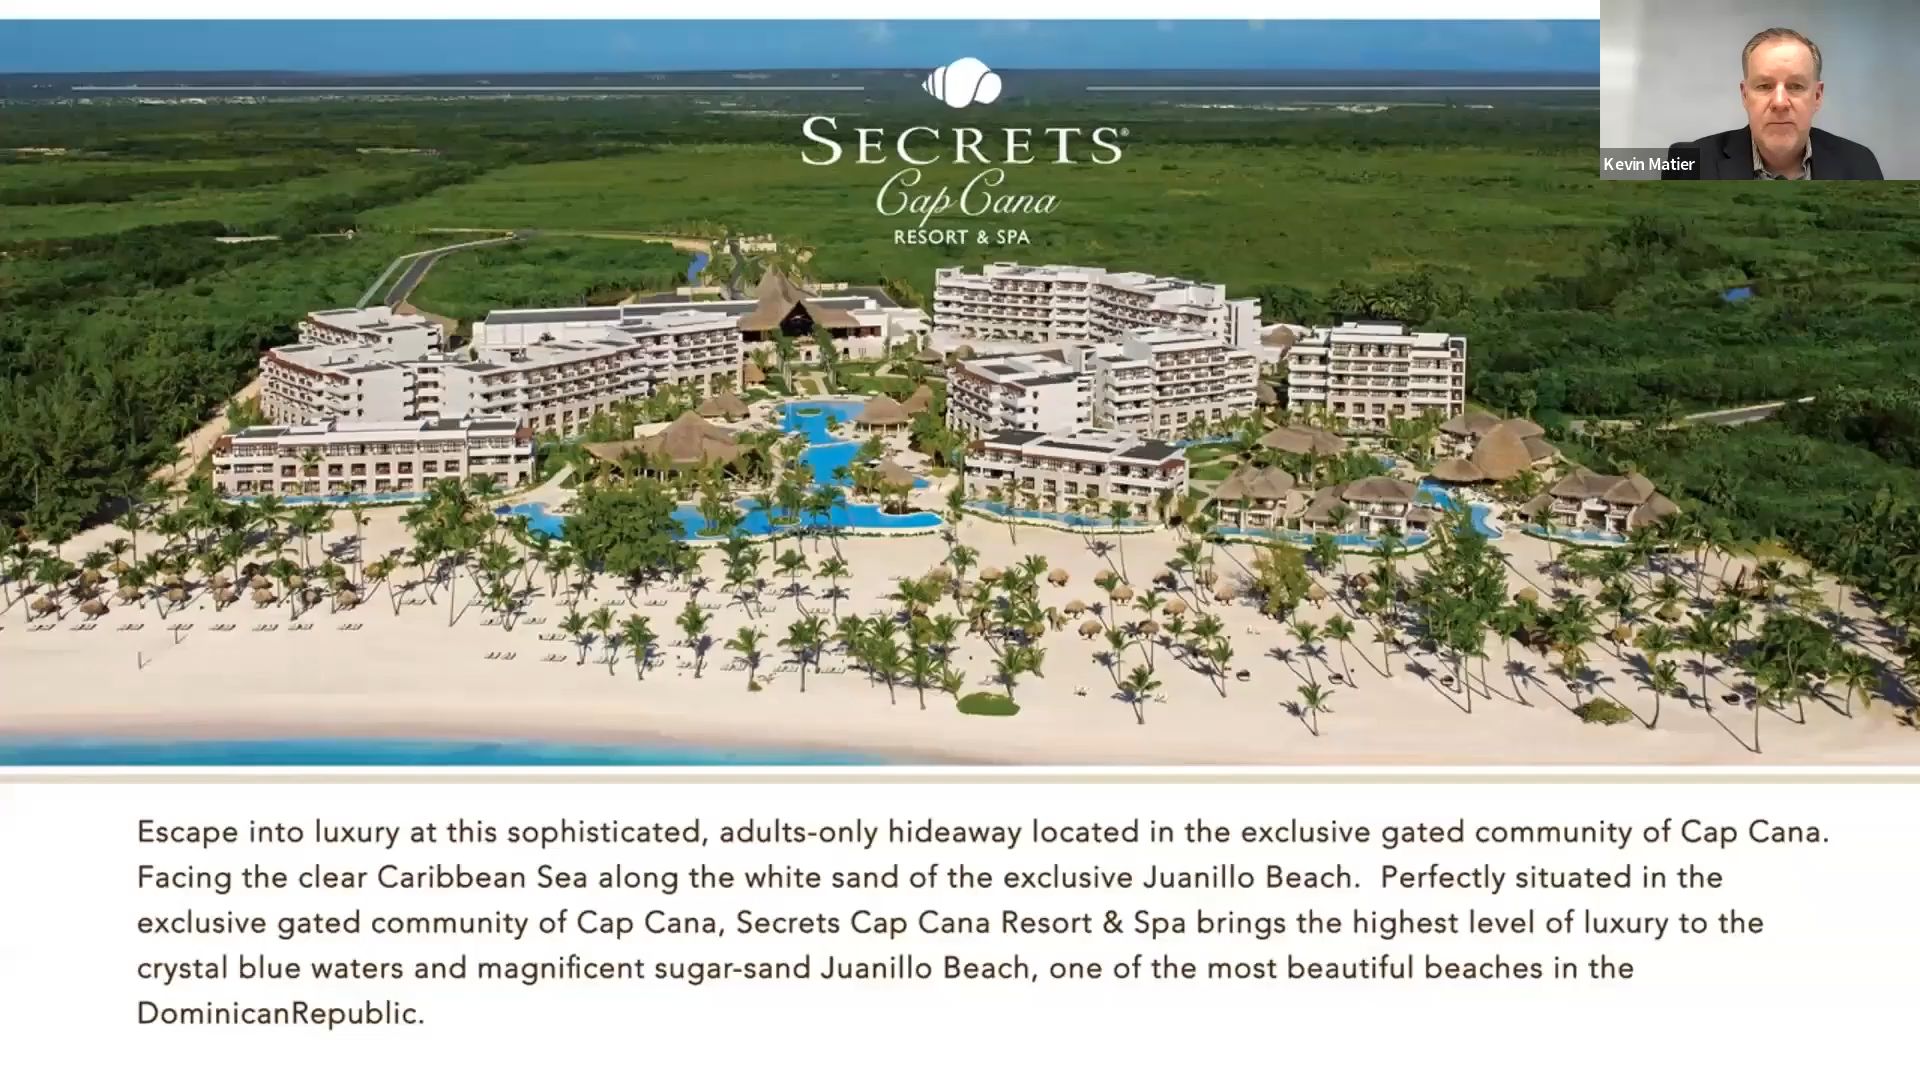 SECRETS®
Cap Cana
RESORT & SPA
Kevin Matier
Escape into luxury at this sophisticated, adults-only hideaway located in the exclusive gated community of Cap Cana.
Facing the clear Caribbean Sea along the white sand of the exclusive Juanillo Beach.  Perfectly situated in the
exclusive gated community of Cap Cana, Secrets Cap Cana Resort & Spa brings the highest level of luxury to the
crystal blue waters and magnificent sugar-sand Juanillo Beach, one of the most beautiful beaches in the
DominicanRepublic.